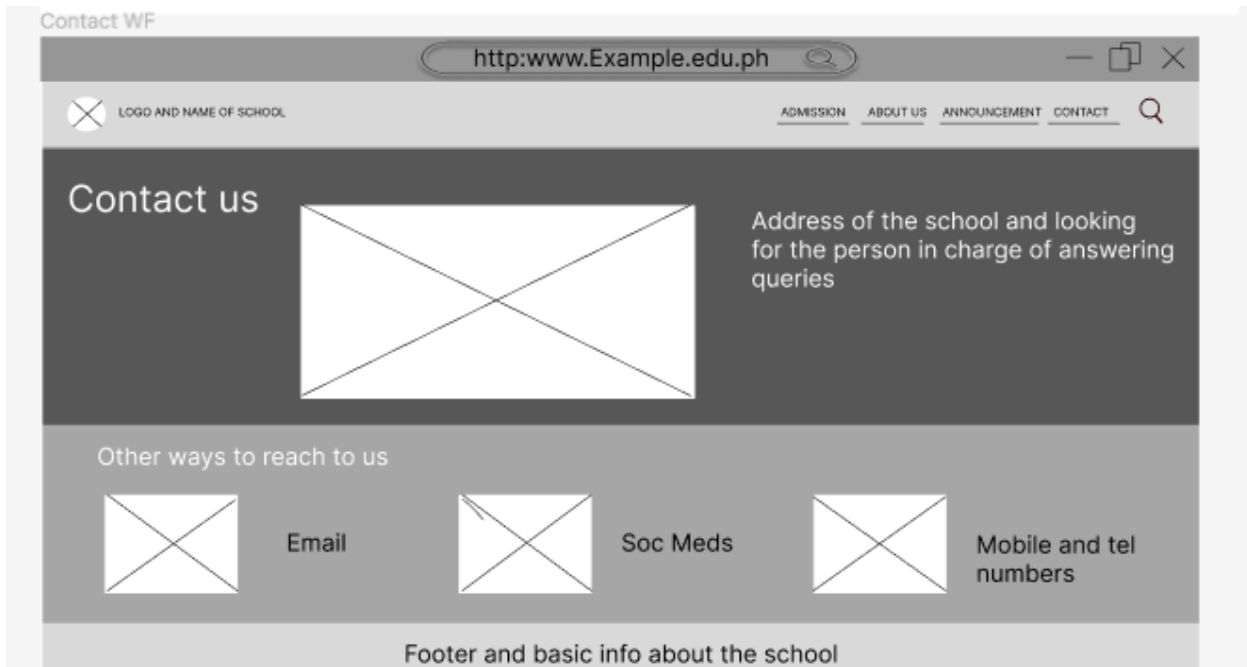 Contact WF
http:www.Example.edu.ph
LOGO AND NAME OF SCHOOL
ADMISSION ABOUT US ANNOUNCEMENT CONTACT
Contact us
Address of the school and looking
for the person in charge of answering
queries
Other ways to reach to us
Email
Soc Meds
Mobile and tel
numbers
Footer and basic info about the school